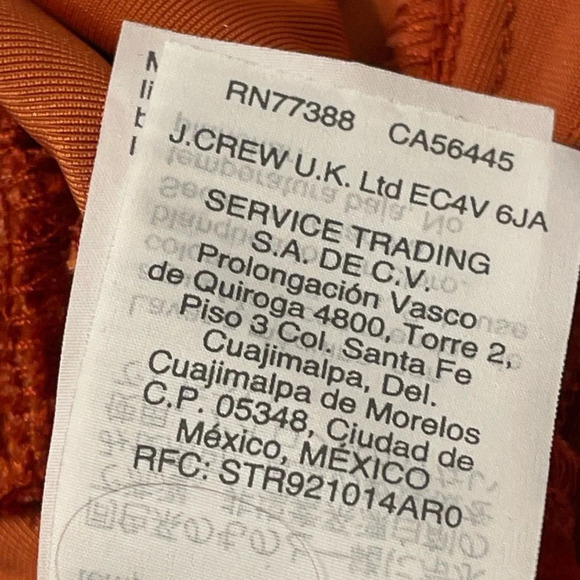 RN77388 CA56445
J.CREW U.K. Ltd EC4V 6JA
SERVICE TRADING
S.A. DE C.V.
Prolongación Vasco
de Quiroga 4800, Torre 2,
Piso 3 Col. Santa Fe
Cuajimalpa, Del.
Cuajimalpa de Morelos
C.P. 05348, Ciudad de
México, MÉXICO
RFC: STR921014AR0